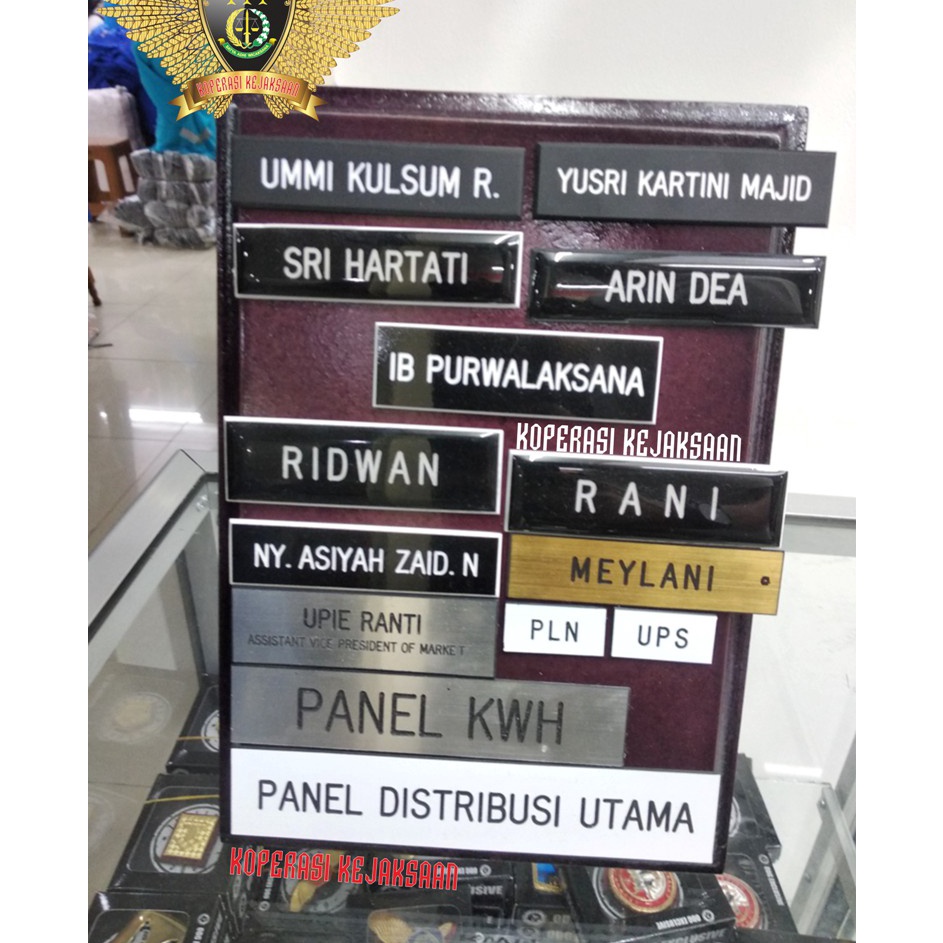 KOPERASI KEJAKSAAN
UMMI KULSUM R.
YUSRI KARTINI MAJID
SRI HARTATI
ARIN DEA
IB PURWALAKSANA
KOPERASI KEJAKSAAN
RIDWAN
RANI
NY. ASIYAH ZAID. N
MEYLANI
UPIE RANTI
ASSISTANT VICE PRESIDENT OF MARKET
PLN
UPS
PANEL KWH
PANEL DISTRIBUSI UTAMA
KOPERASI KEJAKSAAN